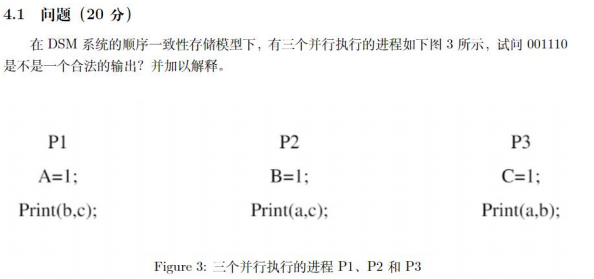 4.1 问题（20 分）
在 DSM 系统的顺序一致性存储模型下，有三个并行执行的进程如下图 3 所示，试问 001110
是不是一个合法的输出？并加以解释。
P1 P2 P3
A=1; B=1; C=1;
Print(b,c); Print(a,c); Print(a,b);
Figure 3: 三个并行执行的进程 P1、P2 和 P3